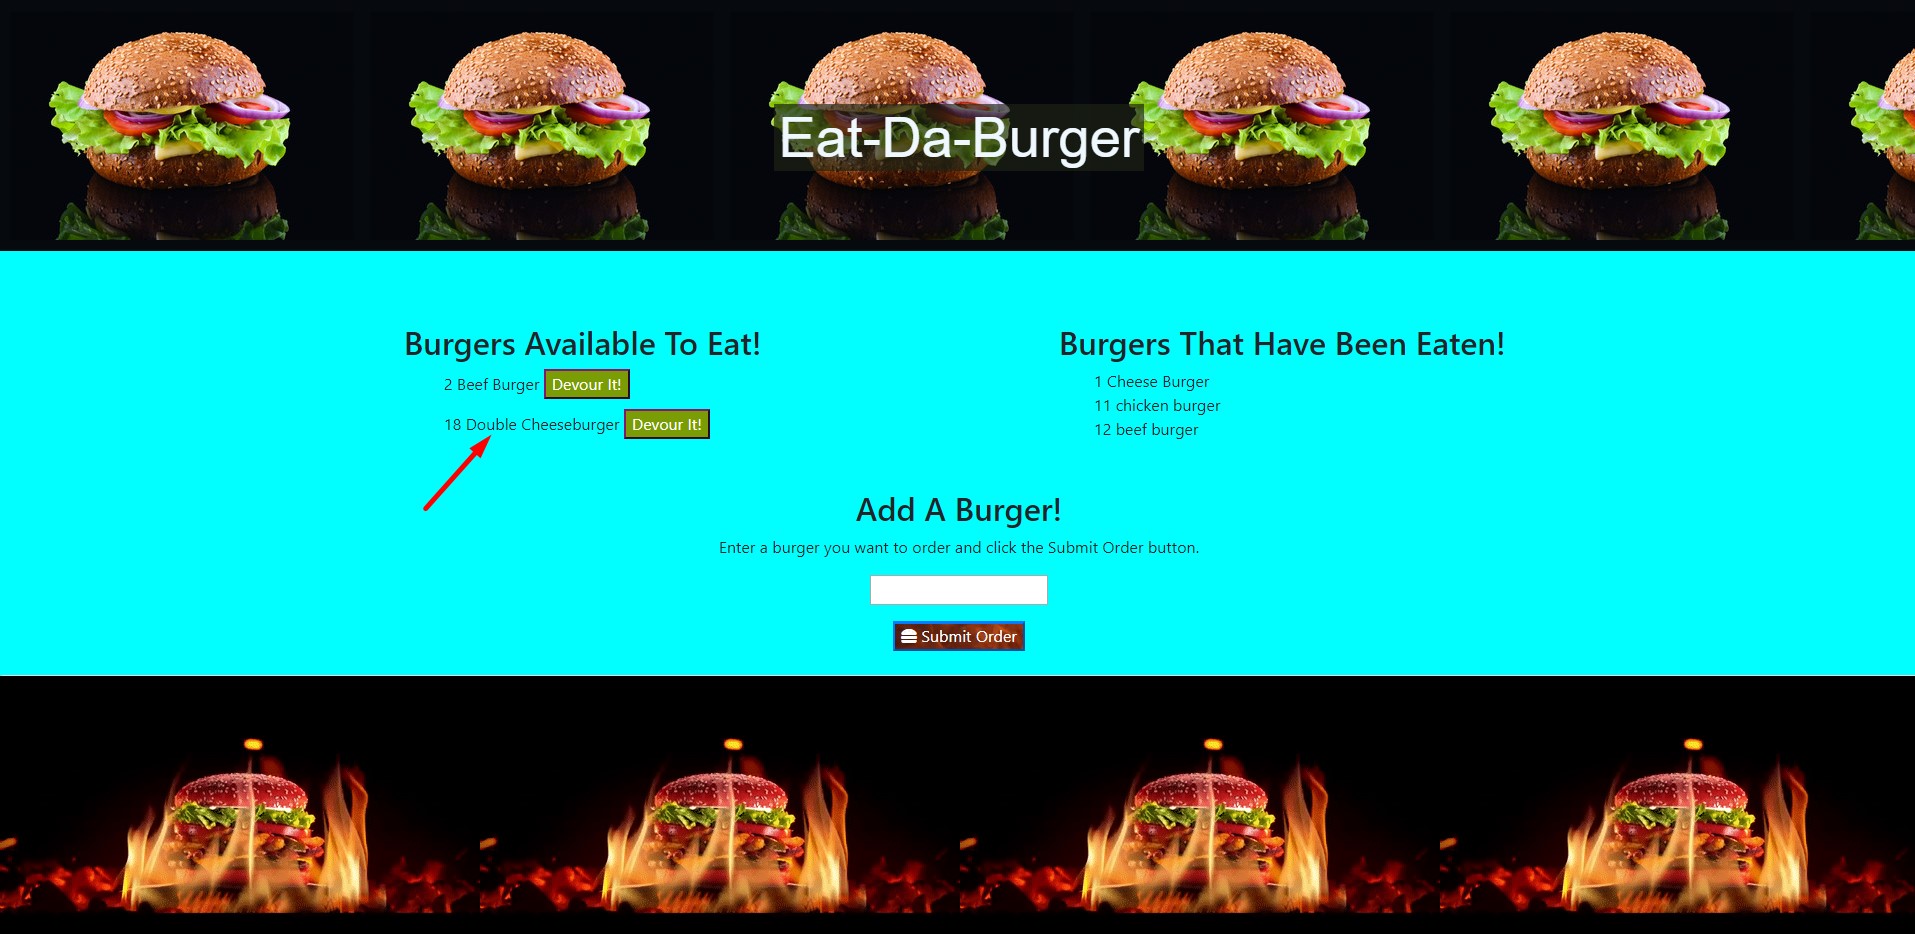 Eat-Da-Burger
Burgers Available To Eat!
2 Beef Burger Devour It!
18 Double Cheeseburger Devour It!
Burgers That Have Been Eaten!
1 Cheese Burger
11 chicken burger
12 beef burger
Add A Burger!
Enter a burger you want to order and click the Submit Order button.
Submit Order